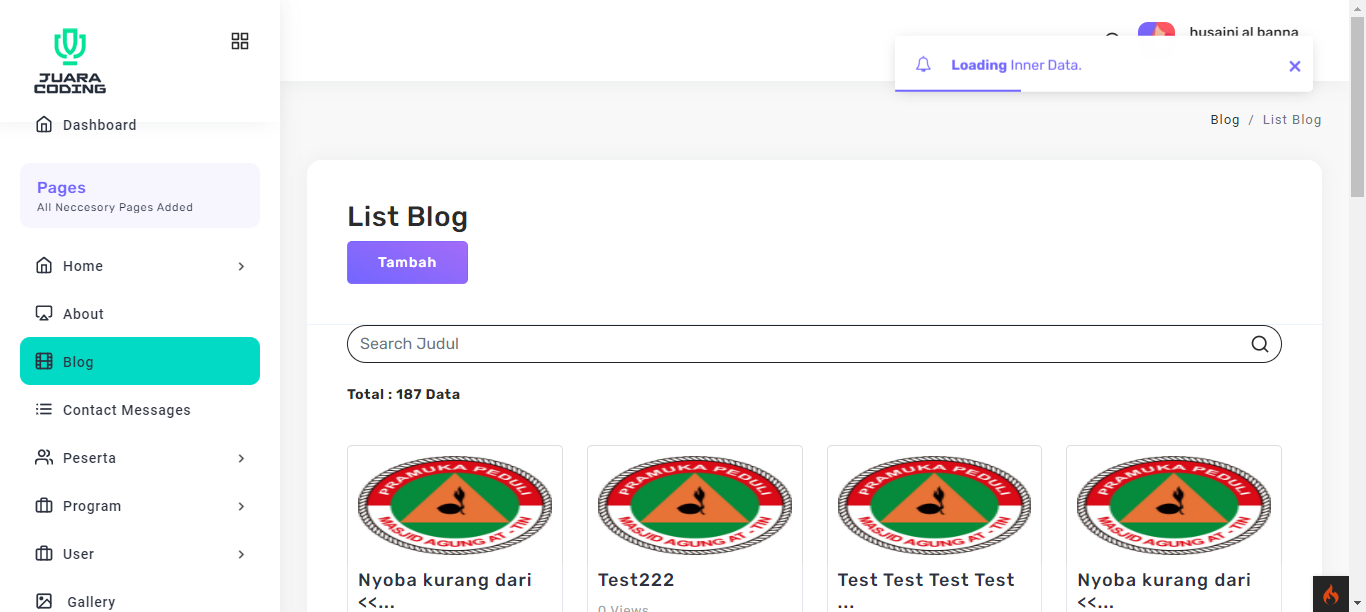 JUARA
CODING
husaini al banna
Loading Inner Data.
Blog / List Blog
Dashboard
Pages
All Neccesory Pages Added
Home
About
Blog
Contact Messages
Peserta
Program
User
Gallery
List Blog
Tambah
Search Judul
Total : 187 Data
PRAMUKA PEDULI
MASJID AGUNG AT - TIN
Nyoba kurang dari
<<...
PRAMUKA PEDULI
MASJID AGUNG AT - TIN
Test222
0 Views
PRAMUKA PEDULI
MASJID AGUNG AT - TIN
Test Test Test Test
...
PRAMUKA PEDULI
MASJID AGUNG AT - TIN
Nyoba kurang dari
<<...